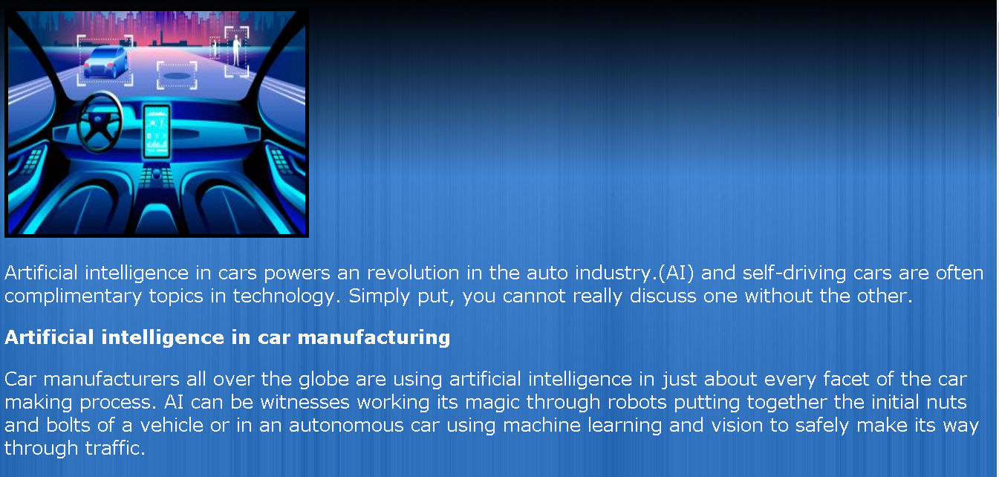 Artificial intelligence in cars powers an revolution in the auto industry.(AI) and self-driving cars are often
complimentary topics in technology. Simply put, you cannot really discuss one without the other.
Artificial intelligence in car manufacturing
Car manufacturers all over the globe are using artificial intelligence in just about every facet of the car
making process. AI can be witnesses working its magic through robots putting together the initial nuts
and bolts of a vehicle or in an autonomous car using machine learning and vision to safely make its way
through traffic.